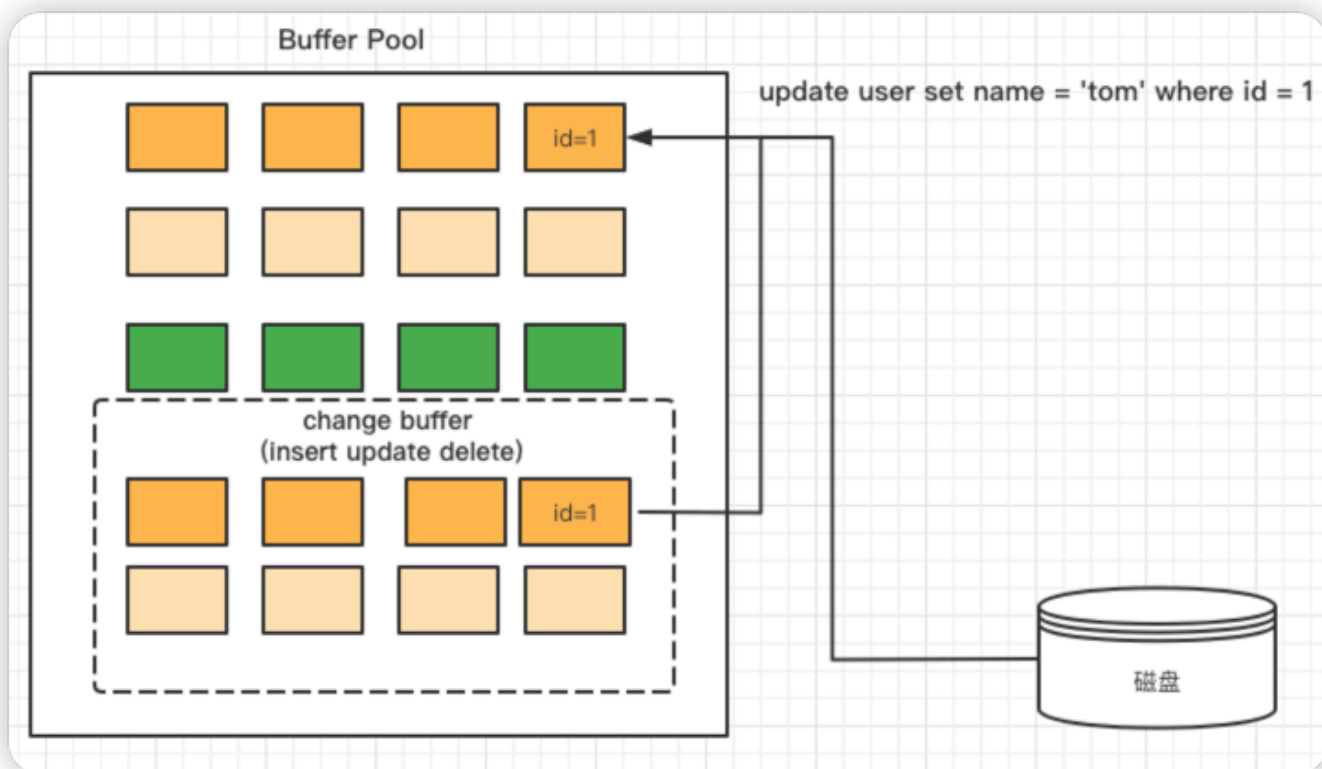 Buffer Pool
update user set name = 'tom' where id = 1
id=1
change buffer
(insert update delete)
id=1
磁盘